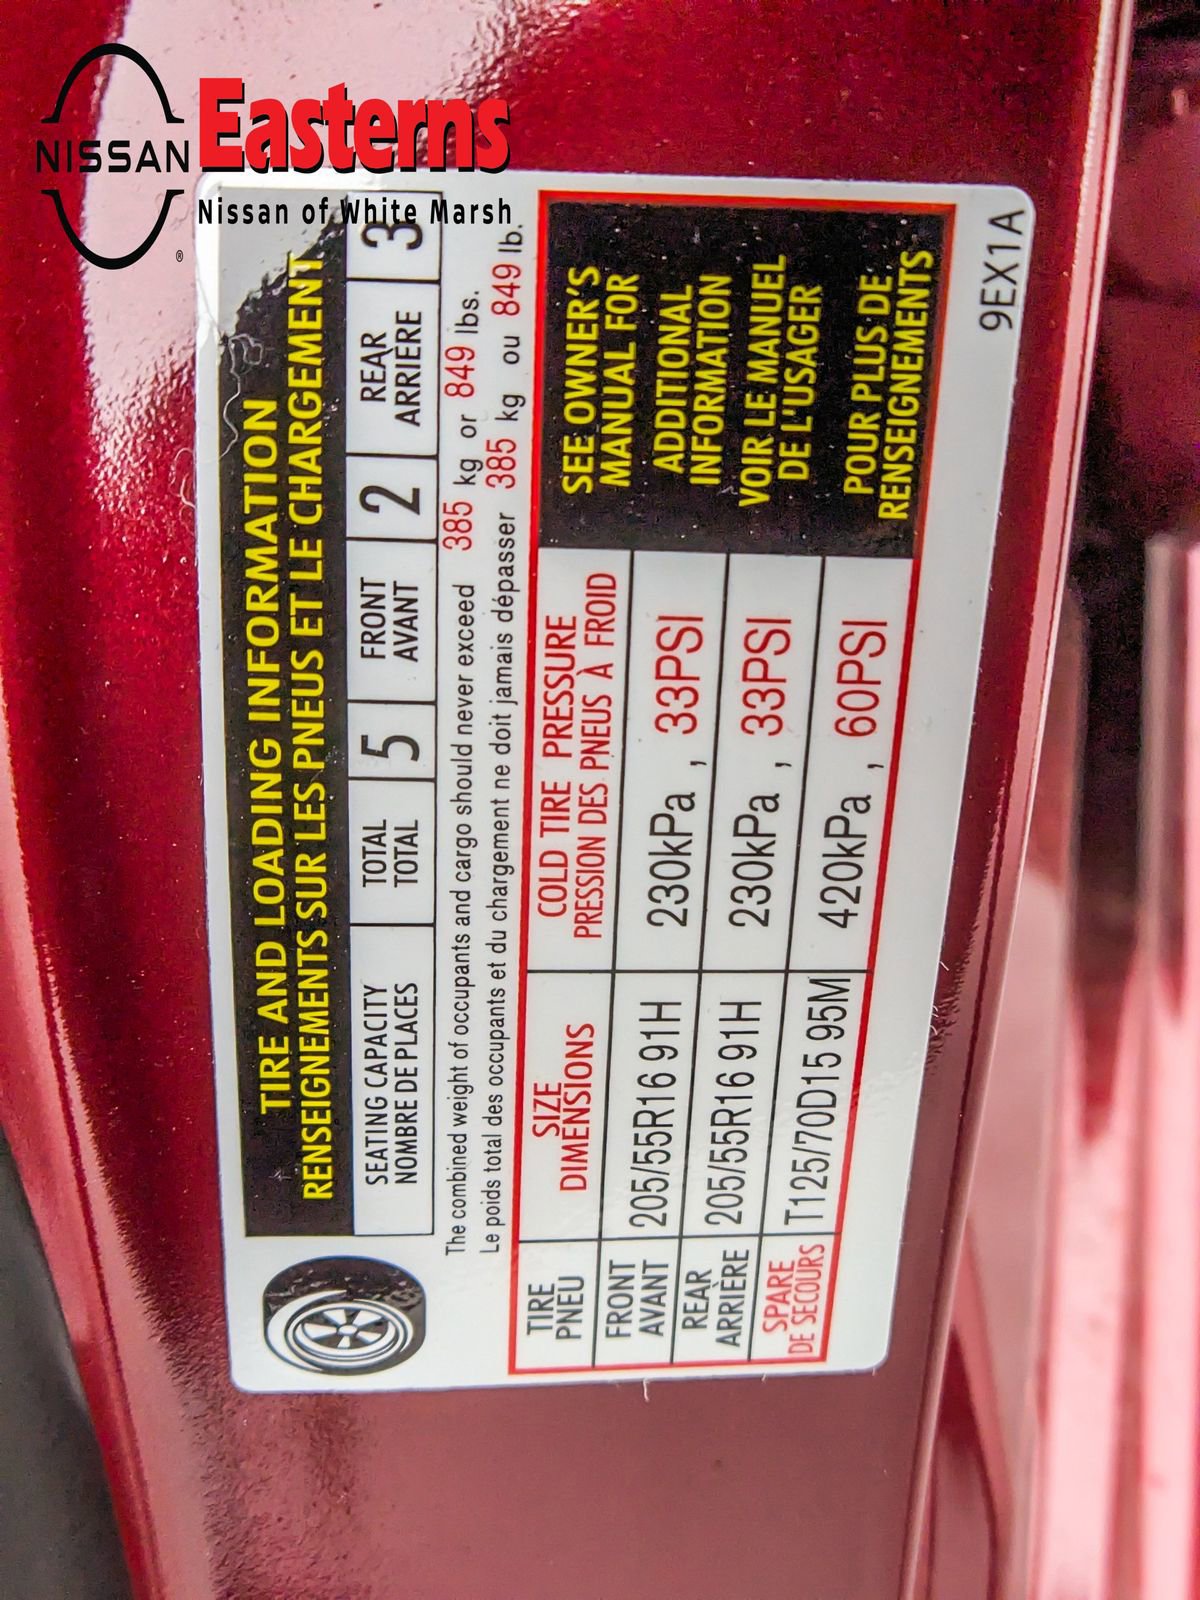 NISSAN
®
Easterns
Nissan of White Marsh
TIRE AND LOADING INFORMATION
RENSEIGNEMENTS SUR LES PNEUS ET LE CHARGEMENT
SEATING CAPACITY
NOMBRE DE PLACES
TOTAL
TOTAL
5
FRONT
AVANT
2
REAR
ARRIÈRE
3
The combined weight of occupants and cargo should never exceed 385 kg or 849 lbs.
Le poids total des occupants et du chargement ne doit jamais dépasser 385 kg ou 849 lb.
TIRE
PNEU
SIZE
DIMENSIONS
COLD TIRE PRESSURE
PRESSION DES PNEUS À FROID
FRONT
AVANT
205/55R16 91H
230kPa , 33PSI
REAR
ARRIÈRE
205/55R16 91H
230kPa , 33PSI
SPARE
DE SECOURS
T125/70D15 95M
420kPa , 60PSI
SEE OWNER'S
MANUAL FOR
ADDITIONAL
INFORMATION
VOIR LE MANUEL
DE L'USAGER
POUR PLUS DE
RENSEIGNEMENTS
9EX1A